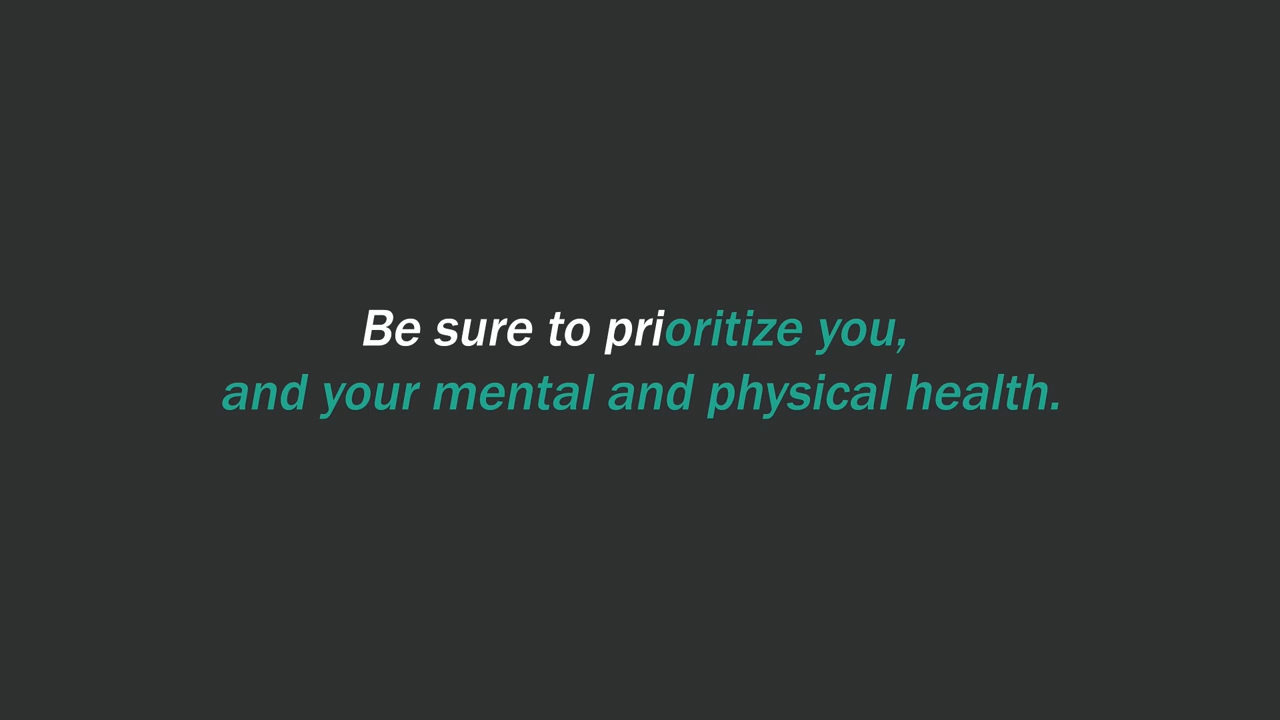 Be sure to prioritize you,
and your mental and physical health.